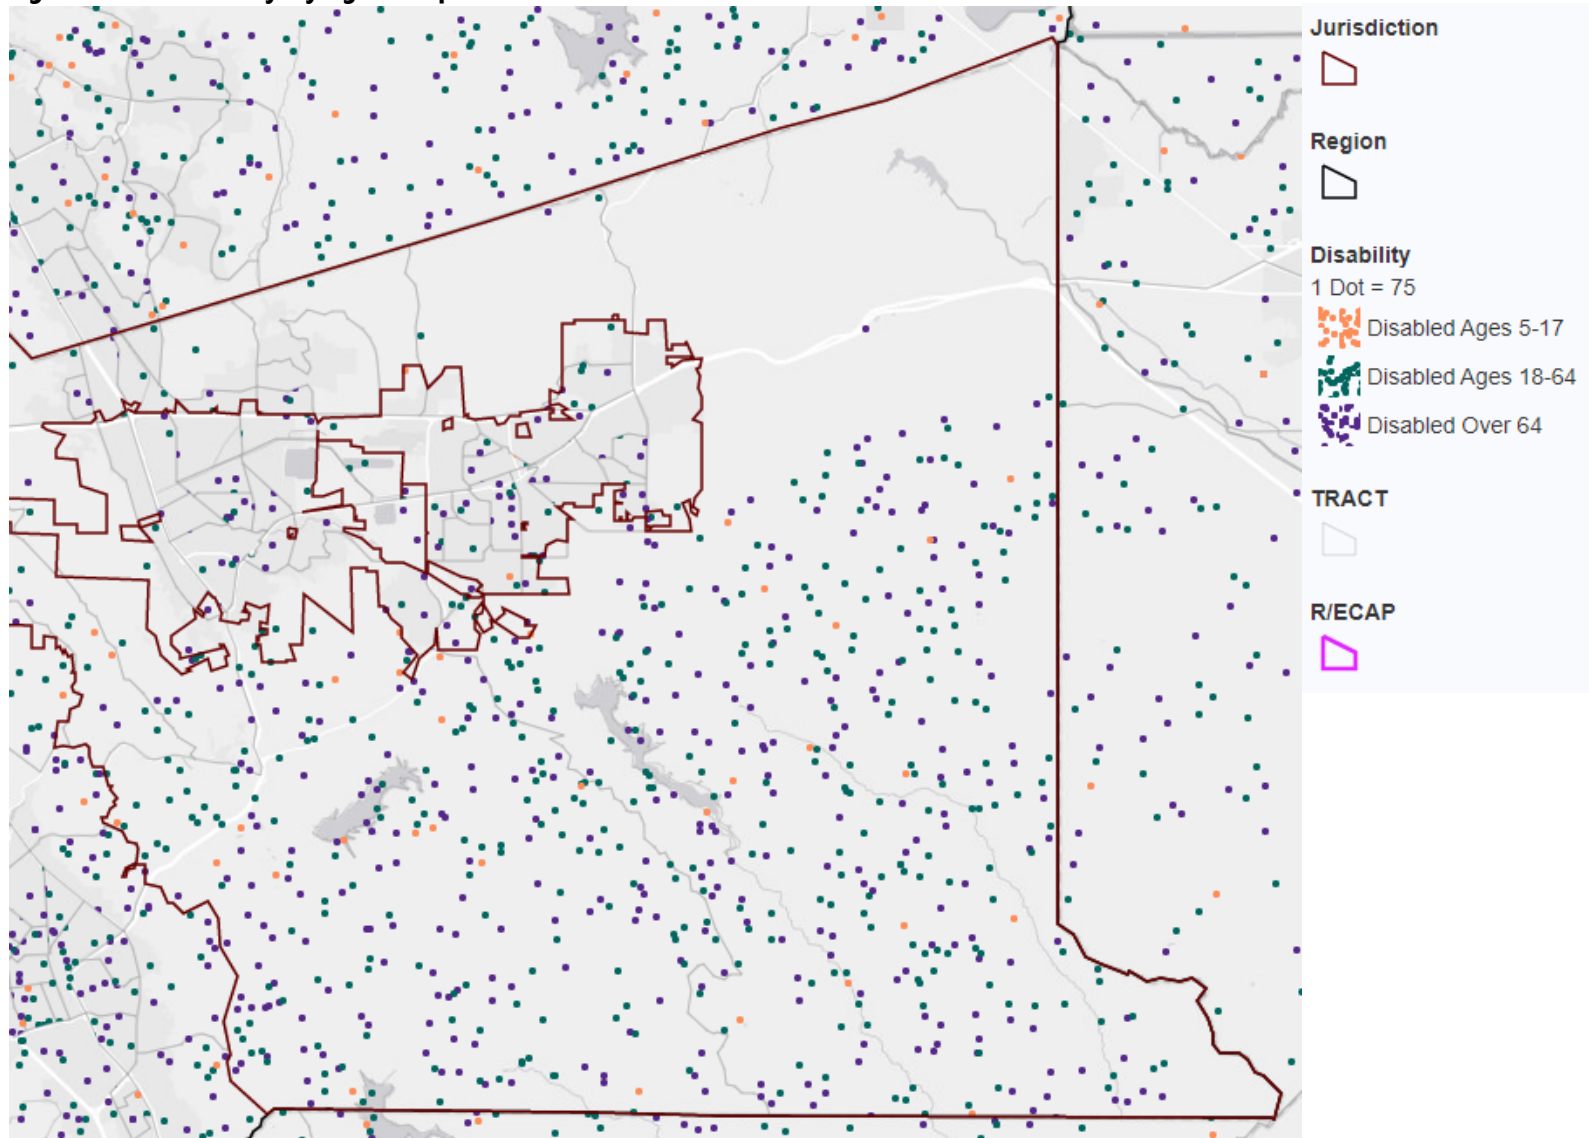 Jurisdiction
Region
Disability
1 Dot = 75
Disabled Ages 5-17
Disabled Ages 18-64
Disabled Over 64
TRACT
R/ECAP